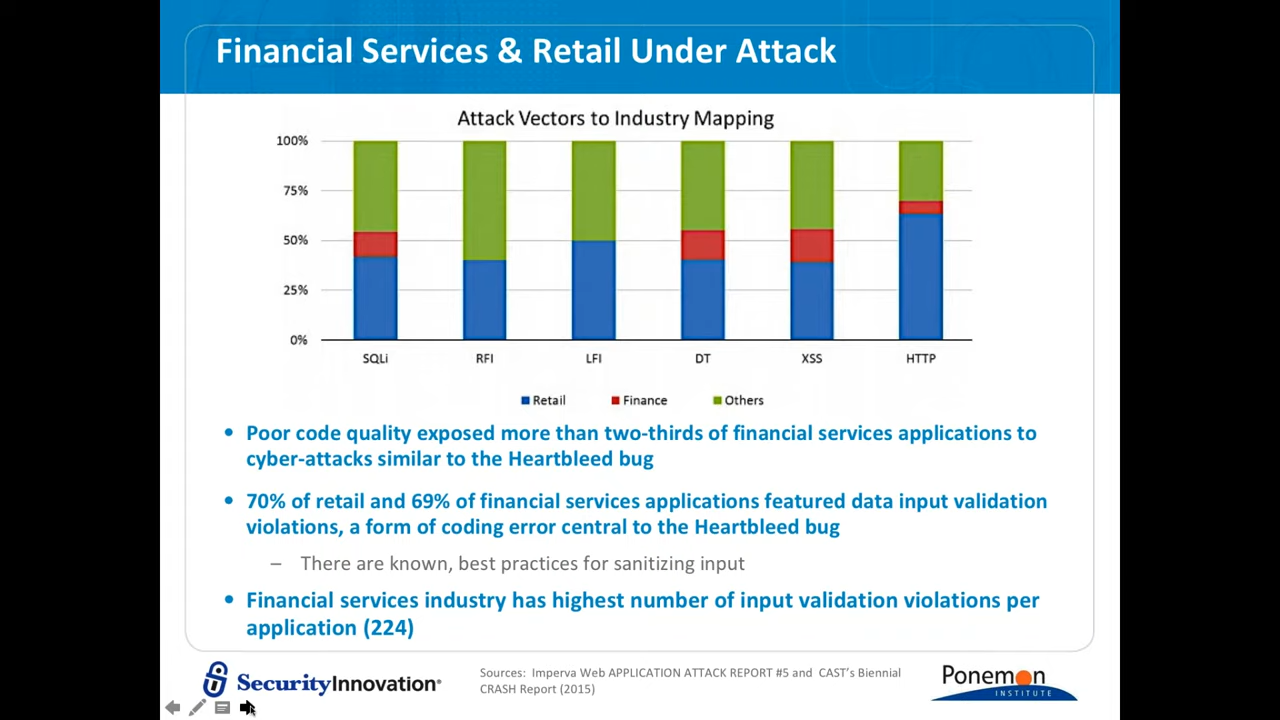 Financial Services & Retail Under Attack
Attack Vectors to Industry Mapping
100%
75%
50%
25%
0%
SQLi RFI LFI DT XSS HTTP
Retail Finance Others
• Poor code quality exposed more than two-thirds of financial services applications to
cyber-attacks similar to the Heartbleed bug
• 70% of retail and 69% of financial services applications featured data input validation
violations, a form of coding error central to the Heartbleed bug
– There are known, best practices for sanitizing input
• Financial services industry has highest number of input validation violations per
application (224)
SecurityInnovation®
Sources: Imperva Web APPLICATION ATTACK REPORT #5 and CAST's Biennial
CRASH Report (2015)
Ponemon
INSTITUTE